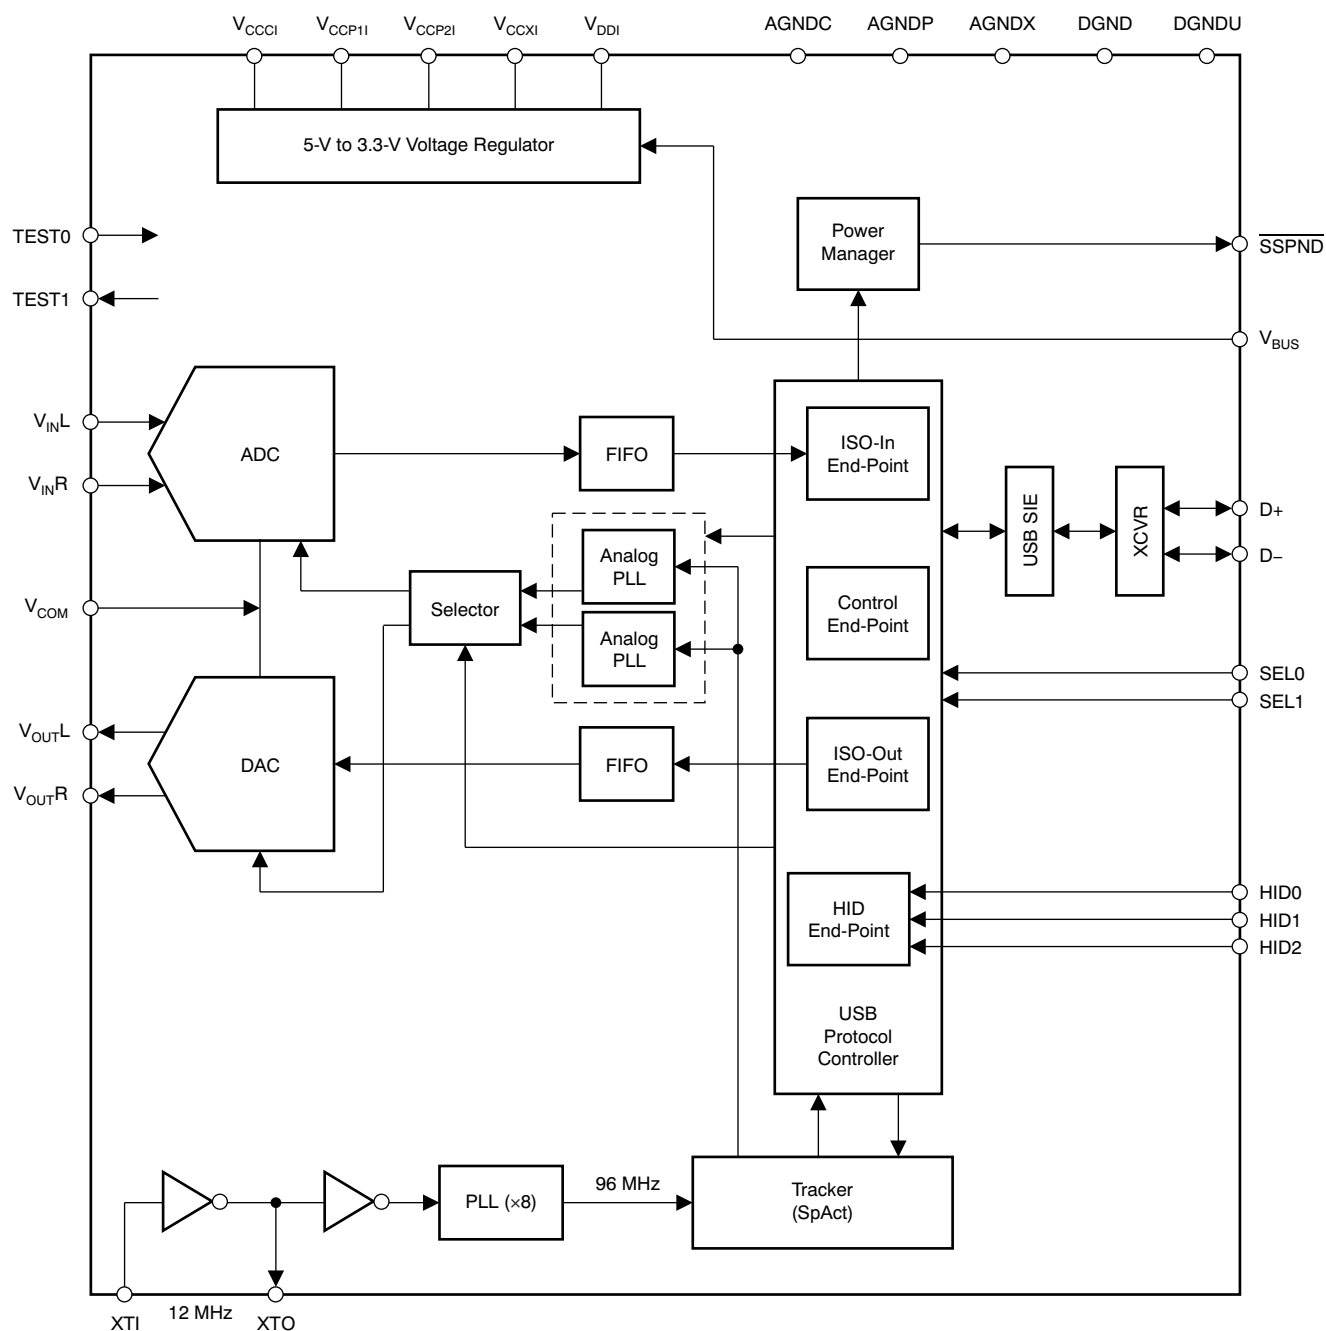 VCCCI VCCP1I VCCP2I VCCXI VDDI AGNDC AGNDP AGNDX DGND DGNDU
5-V to 3.3-V Voltage Regulator
TEST0
TEST1
Power
Manager
SSPND
VBUS
VINL
VINR
ADC
FIFO
ISO-In
End-Point
USB SIE
XCVR
D+
D–
Analog
PLL
Analog
PLL
Selector
VCOM
Control
End-Point
SEL0
SEL1
VOUTL
VOUTR
DAC
FIFO
ISO-Out
End-Point
HID
End-Point
HID0
HID1
HID2
USB
Protocol
Controller
PLL (×8)
96 MHz
Tracker
(SpAct)
XTI
12 MHz
XTO